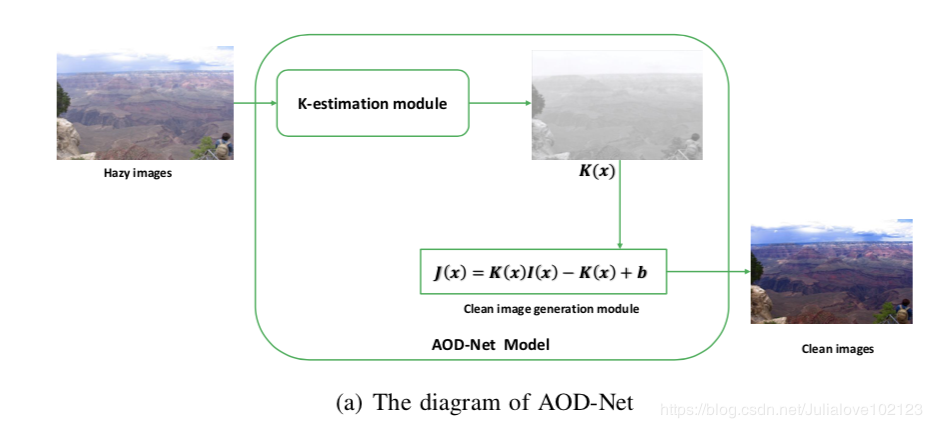 K-estimation module
Hazy images
K(x)
J(x) = K(x)I(x) − K(x) + b
Clean image generation module
AOD-Net Model
Clean images
(a) The diagram of AOD-Net
https://blog.csdn.net/Julialove102123